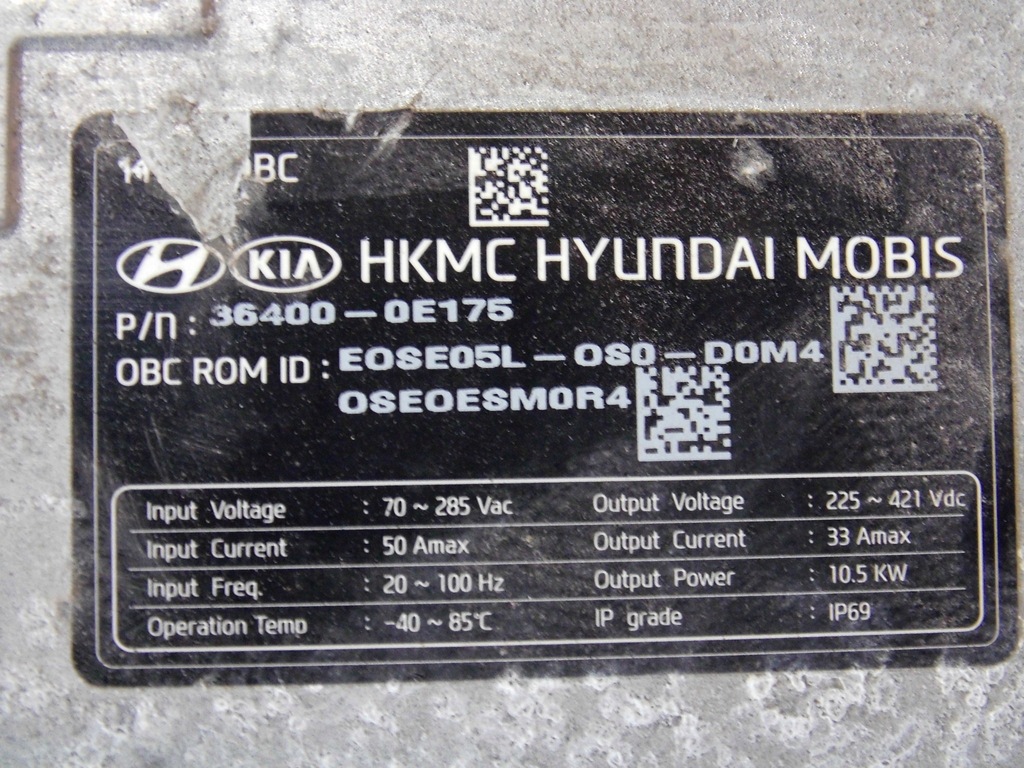 OBC
KIA HKMC HYUNDAI MOBIS
P/N : 36400 - 0E175
OBC ROM ID : EOSE05L - OS0 - D0M4
OSEOESM0R4
Input Voltage : 70 ~ 285 Vac Output Voltage : 225 ~ 421 Vdc
Input Current : 50 Amax Output Current : 33 Amax
Input Freq. : 20 ~ 100 Hz Output Power : 10.5 KW
Operation Temp : -40 ~ 85℃ IP grade : IP69